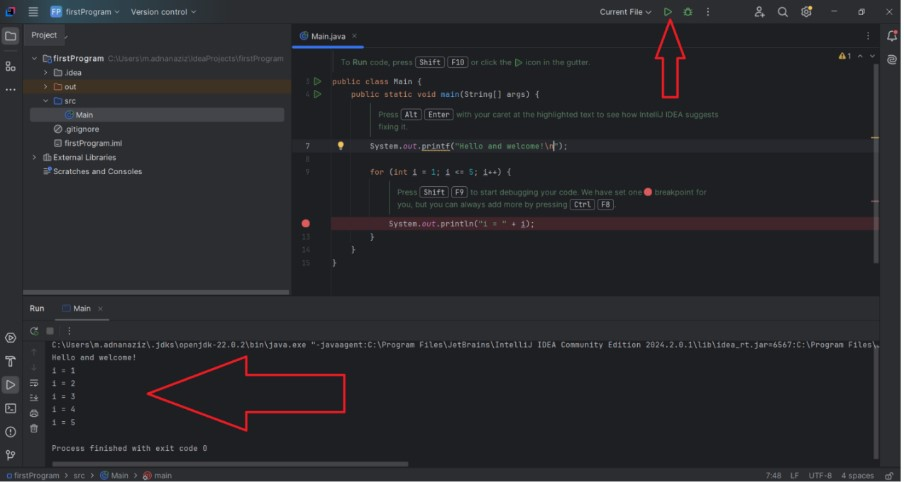 FP firstProgram Version control Current File
Project
firstProgram C:\Users\m.adnanaziz\IdeaProjects\firstProgram
.idea
out
src
Main
.gitignore
firstProgram.iml
External Libraries
Scratches and Consoles
Main.java
1
To Run code, press Shift F10 or click the icon in the gutter.
public class Main {
public static void main(String[] args) {
Press Alt Enter with your caret at the highlighted text to see how IntelliJ IDEA suggests
fixing it.
7 System.out.printf("Hello and welcome!\n");
8
9 for (int i = 1; i <= 5; i++) {
Press Shift F9 to start debugging your code. We have set one breakpoint for
you, but you can always add more by pressing Ctrl F8.
System.out.println("i = " + i);
13 }
14 }
15 }
Run Main
C:\Users\m.adnanaziz\.jdks\openjdk-22.0.2\bin\java.exe "-javaagent:C:\Program Files\JetBrains\IntelliJ IDEA Community Edition 2024.2.0.1\lib\idea_rt.jar=6567:C:\Program Files\
Hello and welcome!
i = 1
i = 2
i = 3
i = 4
i = 5
Process finished with exit code 0
firstProgram > src > Main > main 7:48 LF UTF-8 4 spaces